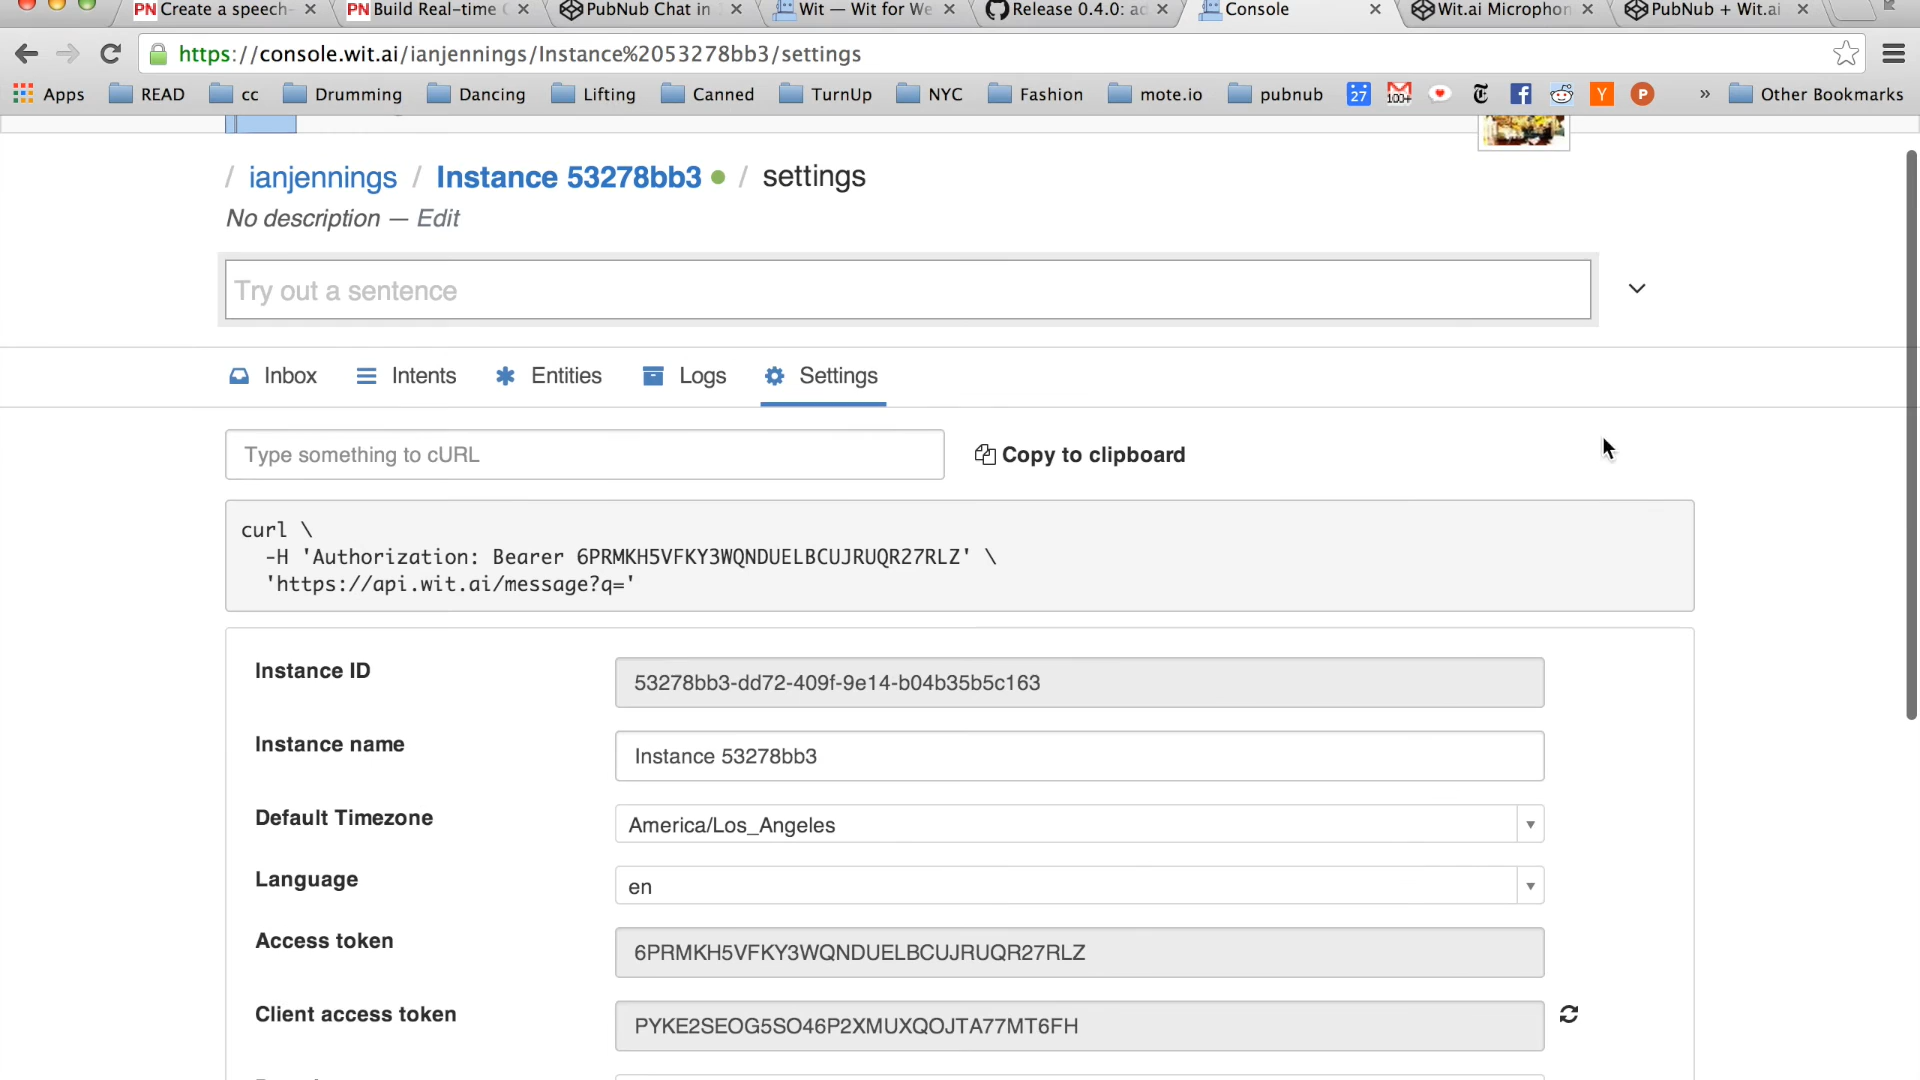 PN Create a speech-
PN Build Real-time
PubNub Chat in
Wit — Wit for We
Release 0.4.0: ad
Console
Wit.ai Microphon
PubNub + Wit.ai
https://console.wit.ai/ianjennings/Instance%2053278bb3/settings
Apps READ cc Drumming Dancing Lifting Canned TurnUp NYC Fashion mote.io pubnub 27 100+ Y P » Other Bookmarks
/ ianjennings / Instance 53278bb3 / settings
No description — Edit
Try out a sentence
Inbox Intents Entities Logs Settings
Type something to cURL Copy to clipboard
curl \
-H 'Authorization: Bearer 6PRMKH5VFKY3WQNDUELBCUJRUQR27RLZ' \
'https://api.wit.ai/message?q='
Instance ID 53278bb3-dd72-409f-9e14-b04b35b5c163
Instance name Instance 53278bb3
Default Timezone America/Los_Angeles
Language en
Access token 6PRMKH5VFKY3WQNDUELBCUJRUQR27RLZ
Client access token PYKE2SEOG5SO46P2XMUXQOJTA77MT6FH